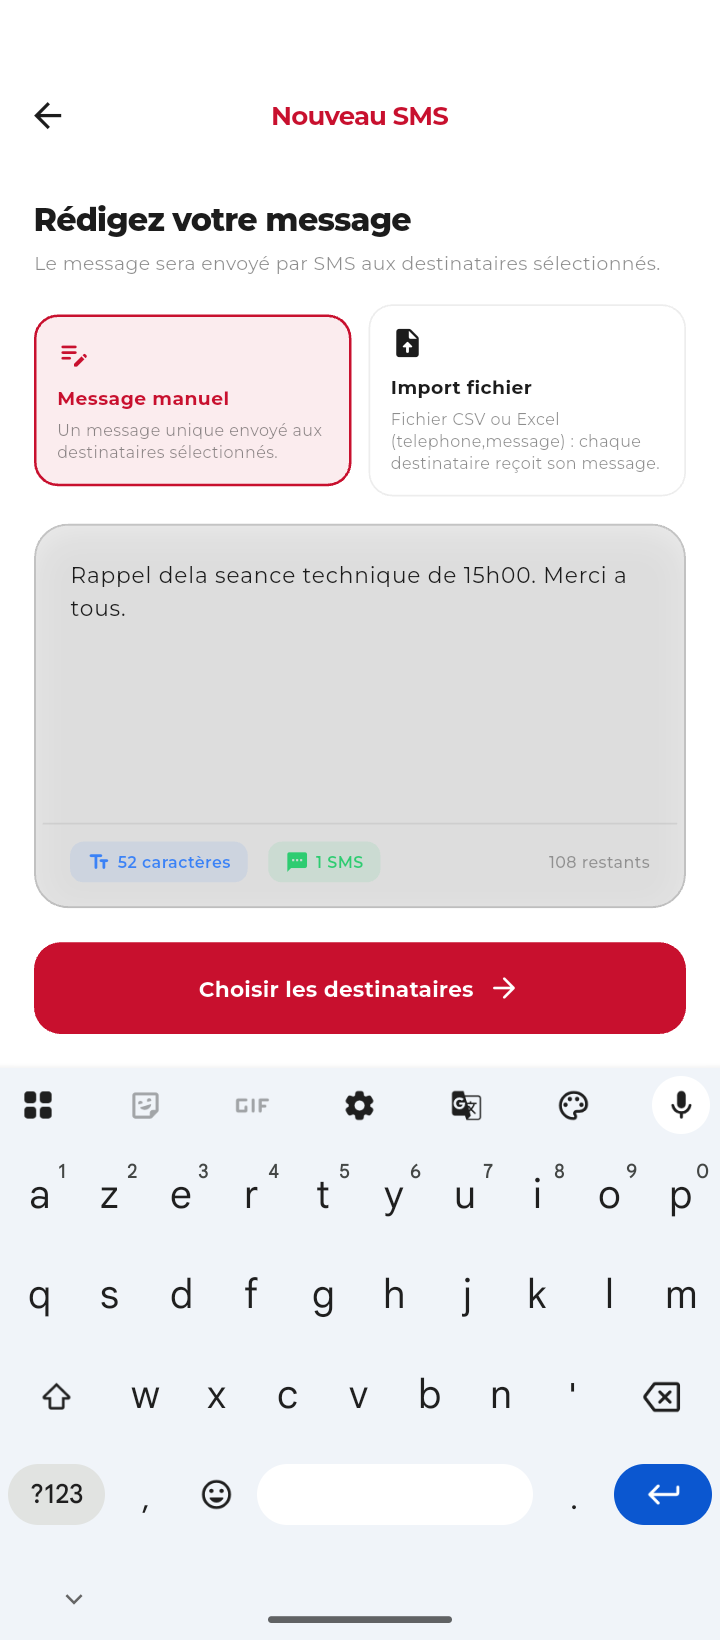 Nouveau SMS
Rédigez votre message
Le message sera envoyé par SMS aux destinataires sélectionnés.
Message manuel
Un message unique envoyé aux
destinataires sélectionnés.
Import fichier
Fichier CSV ou Excel
(telephone,message) : chaque
destinataire reçoit son message.
Rappel dela seance technique de 15h00. Merci a
tous.
52 caractères
1 SMS
108 restants
Choisir les destinataires
GIF
a 1 z 2 e 3 r 4 t 5 y 6 u 7 i 8 o 9 p 0
q s d f g h j k l m
w x c v b n '
?123 , .